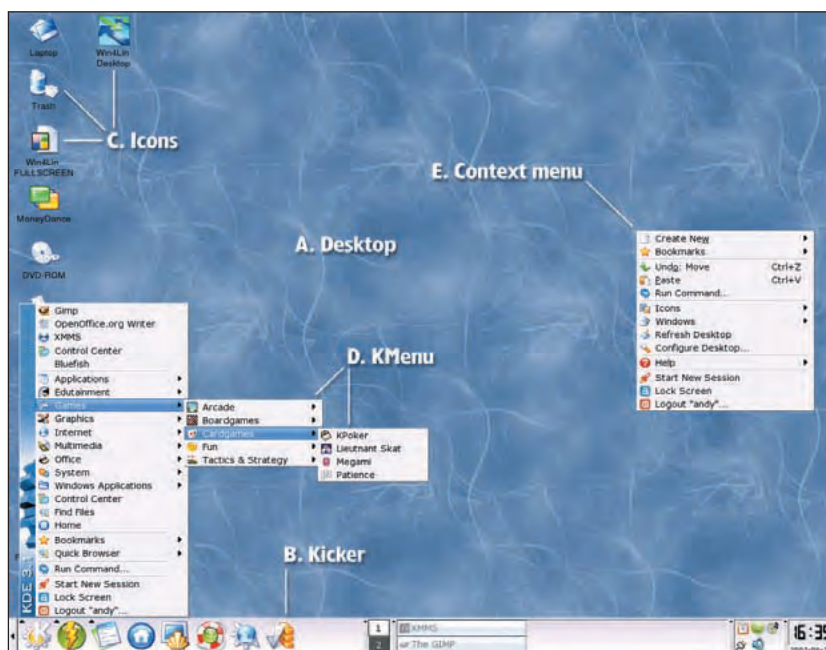 Laptop
Win4Lin
Desktop
Trash
C. Icons
Win4Lin
FULLSCREEN
MoneyDance
DVD-ROM
A. Desktop
E. Context menu
Create New
Bookmarks
Undo: Move Ctrl+Z
Paste Ctrl+V
Run Command...
Icons
Windows
Refresh Desktop
Configure Desktop...
Help
Start New Session
Lock Screen
Logout "andy"...
Gimp
OpenOffice.org Writer
XMMS
Control Center
Bluefish
Applications
Edutainment
Games
Graphics
Internet
Multimedia
Office
System
Windows Applications
Control Center
Find Files
Home
Bookmarks
Quick Browser
Run Command...
Start New Session
Lock Screen
Logout "andy"...
KDE 3.
D. KMenu
Arcade
Boardgames
Cardgames
Fun
Tactics & Strategy
KPoker
Lieutnant Skat
Megami
Patience
B. Kicker
1
2
XMMS
The GIMP
16:39